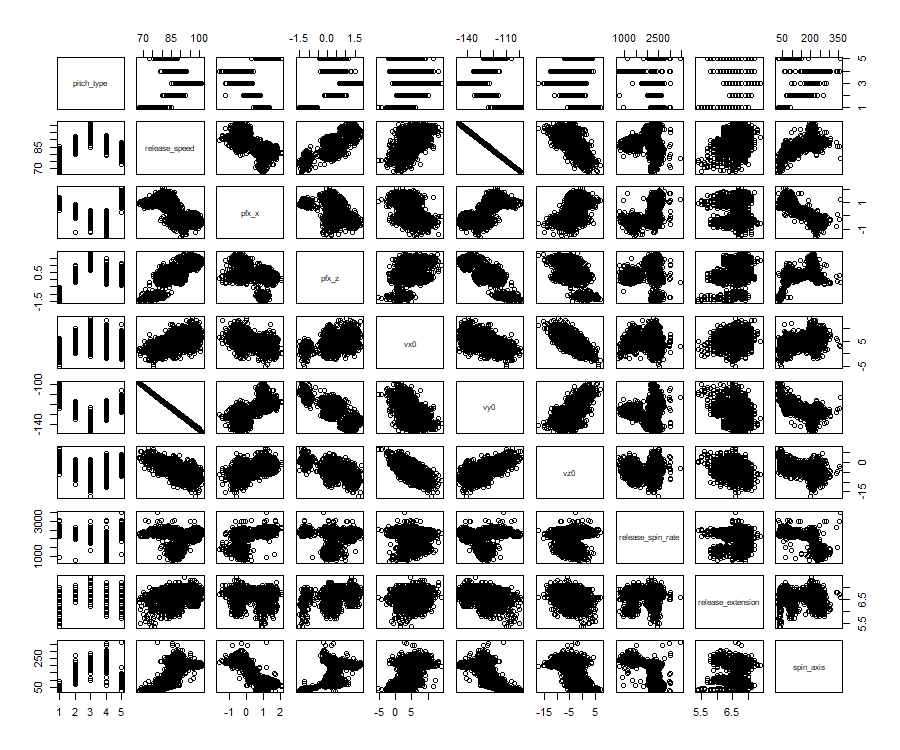 70 85 100 -1.5 0.0 1.5 -140 -110 1000 2500 50 200 350
pitch_type 1 3 5
70 85 release_speed
pfx_x -1 1
-1.5 0.5 pfx_z
vx0 -5 5
-140 -100 vy0
vz0 -15 0
1000 3000 release_spin_rate
release_extension 5.5 6.5
50 250 spin_axis
1 2 3 4 5 -1 0 1 2 -5 0 5 -15 -5 5 5.5 6.5